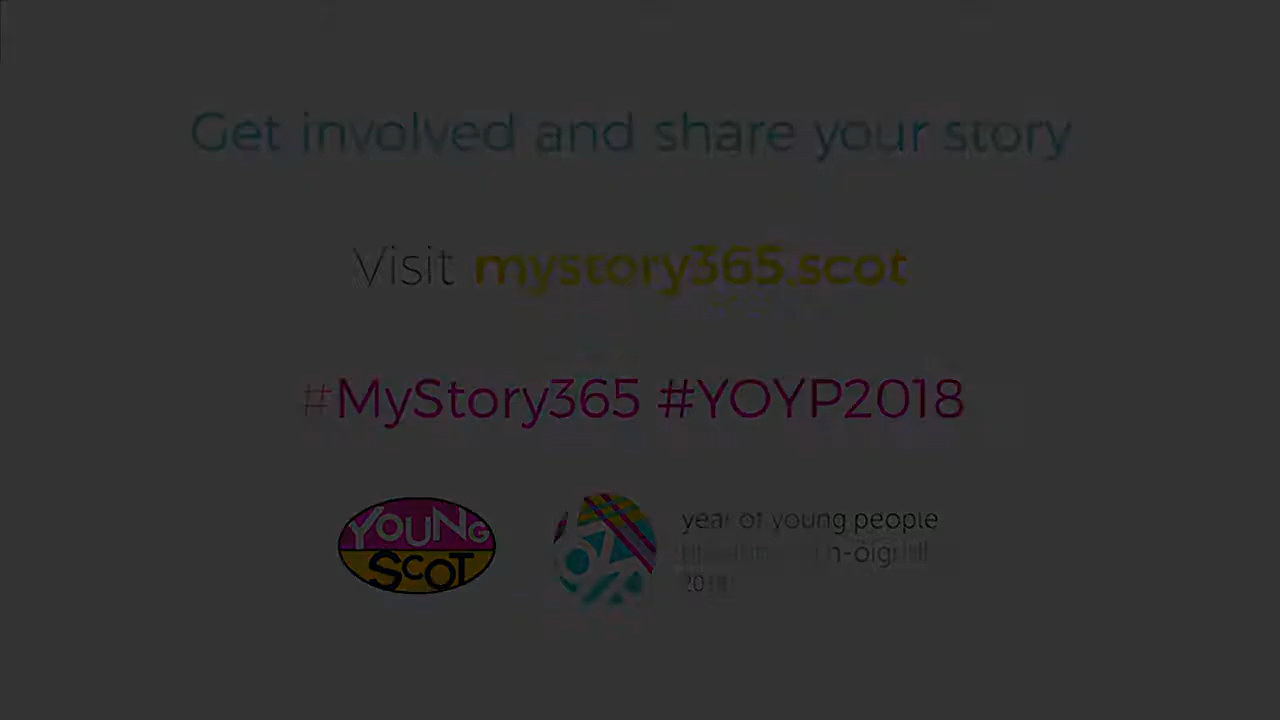 Get involved and share your story
Visit mystory365.scot
#MyStory365 #YOYP2018
YOUNG
SCOT
year of young people
2018